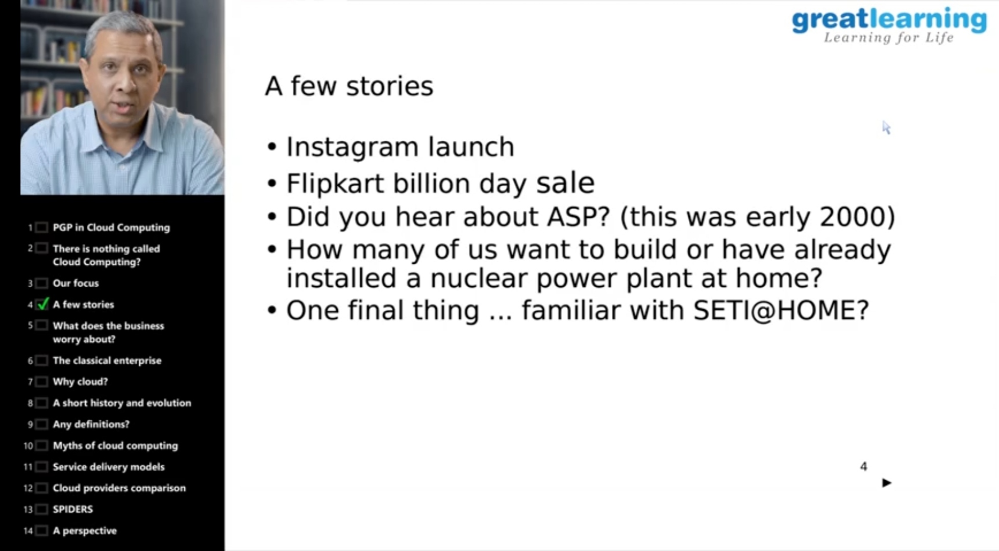 greatlearning
Learning for Life
A few stories
• Instagram launch
• Flipkart billion day sale
• Did you hear about ASP? (this was early 2000)
• How many of us want to build or have already
installed a nuclear power plant at home?
• One final thing ... familiar with SETI@HOME?
4
1 PGP in Cloud Computing
2 There is nothing called
Cloud Computing?
3 Our focus
4 A few stories
5 What does the business
worry about?
6 The classical enterprise
7 Why cloud?
8 A short history and evolution
9 Any definitions?
10 Myths of cloud computing
11 Service delivery models
12 Cloud providers comparison
13 SPIDERS
14 A perspective